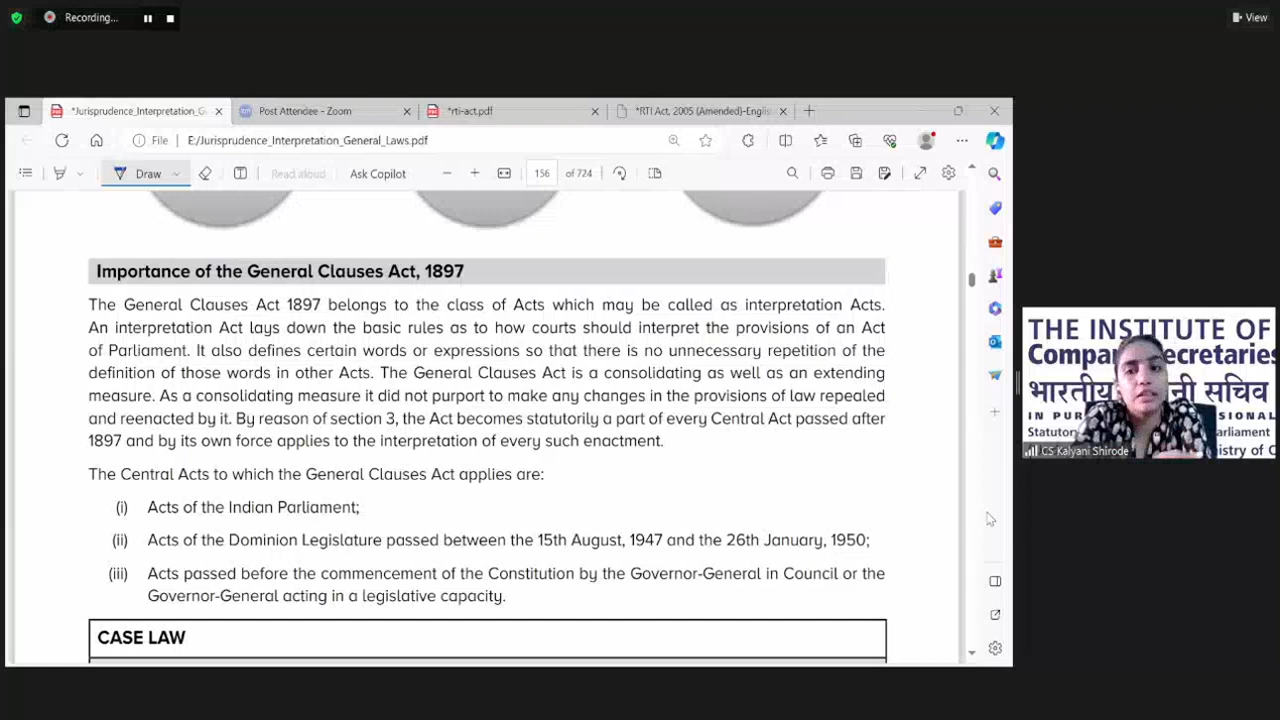 Recording...
View
*Jurisprudence_Interpretation_G
Post Attendee - Zoom
*rti-act.pdf
*RTI Act, 2005 (Amended)-Englis
File
E:/Jurisprudence_Interpretation_General_Laws.pdf
Draw
Read aloud
Ask Copilot
156
of 724
Importance of the General Clauses Act, 1897
The General Clauses Act 1897 belongs to the class of Acts which may be called as interpretation Acts.
An interpretation Act lays down the basic rules as to how courts should interpret the provisions of an Act
of Parliament. It also defines certain words or expressions so that there is no unnecessary repetition of the
definition of those words in other Acts. The General Clauses Act is a consolidating as well as an extending
measure. As a consolidating measure it did not purport to make any changes in the provisions of law repealed
and reenacted by it. By reason of section 3, the Act becomes statutorily a part of every Central Act passed after
1897 and by its own force applies to the interpretation of every such enactment.
The Central Acts to which the General Clauses Act applies are:
(i) Acts of the Indian Parliament;
(ii) Acts of the Dominion Legislature passed between the 15th August, 1947 and the 26th January, 1950;
(iii) Acts passed before the commencement of the Constitution by the Governor-General in Council or the
Governor-General acting in a legislative capacity.
CASE LAW
THE INSTITUTE OF
Compa ecretaries
भारतीय नी सचिव
IN PUR SIONAL
Statutor arliament
istry of C
CS Kalyani Shirode